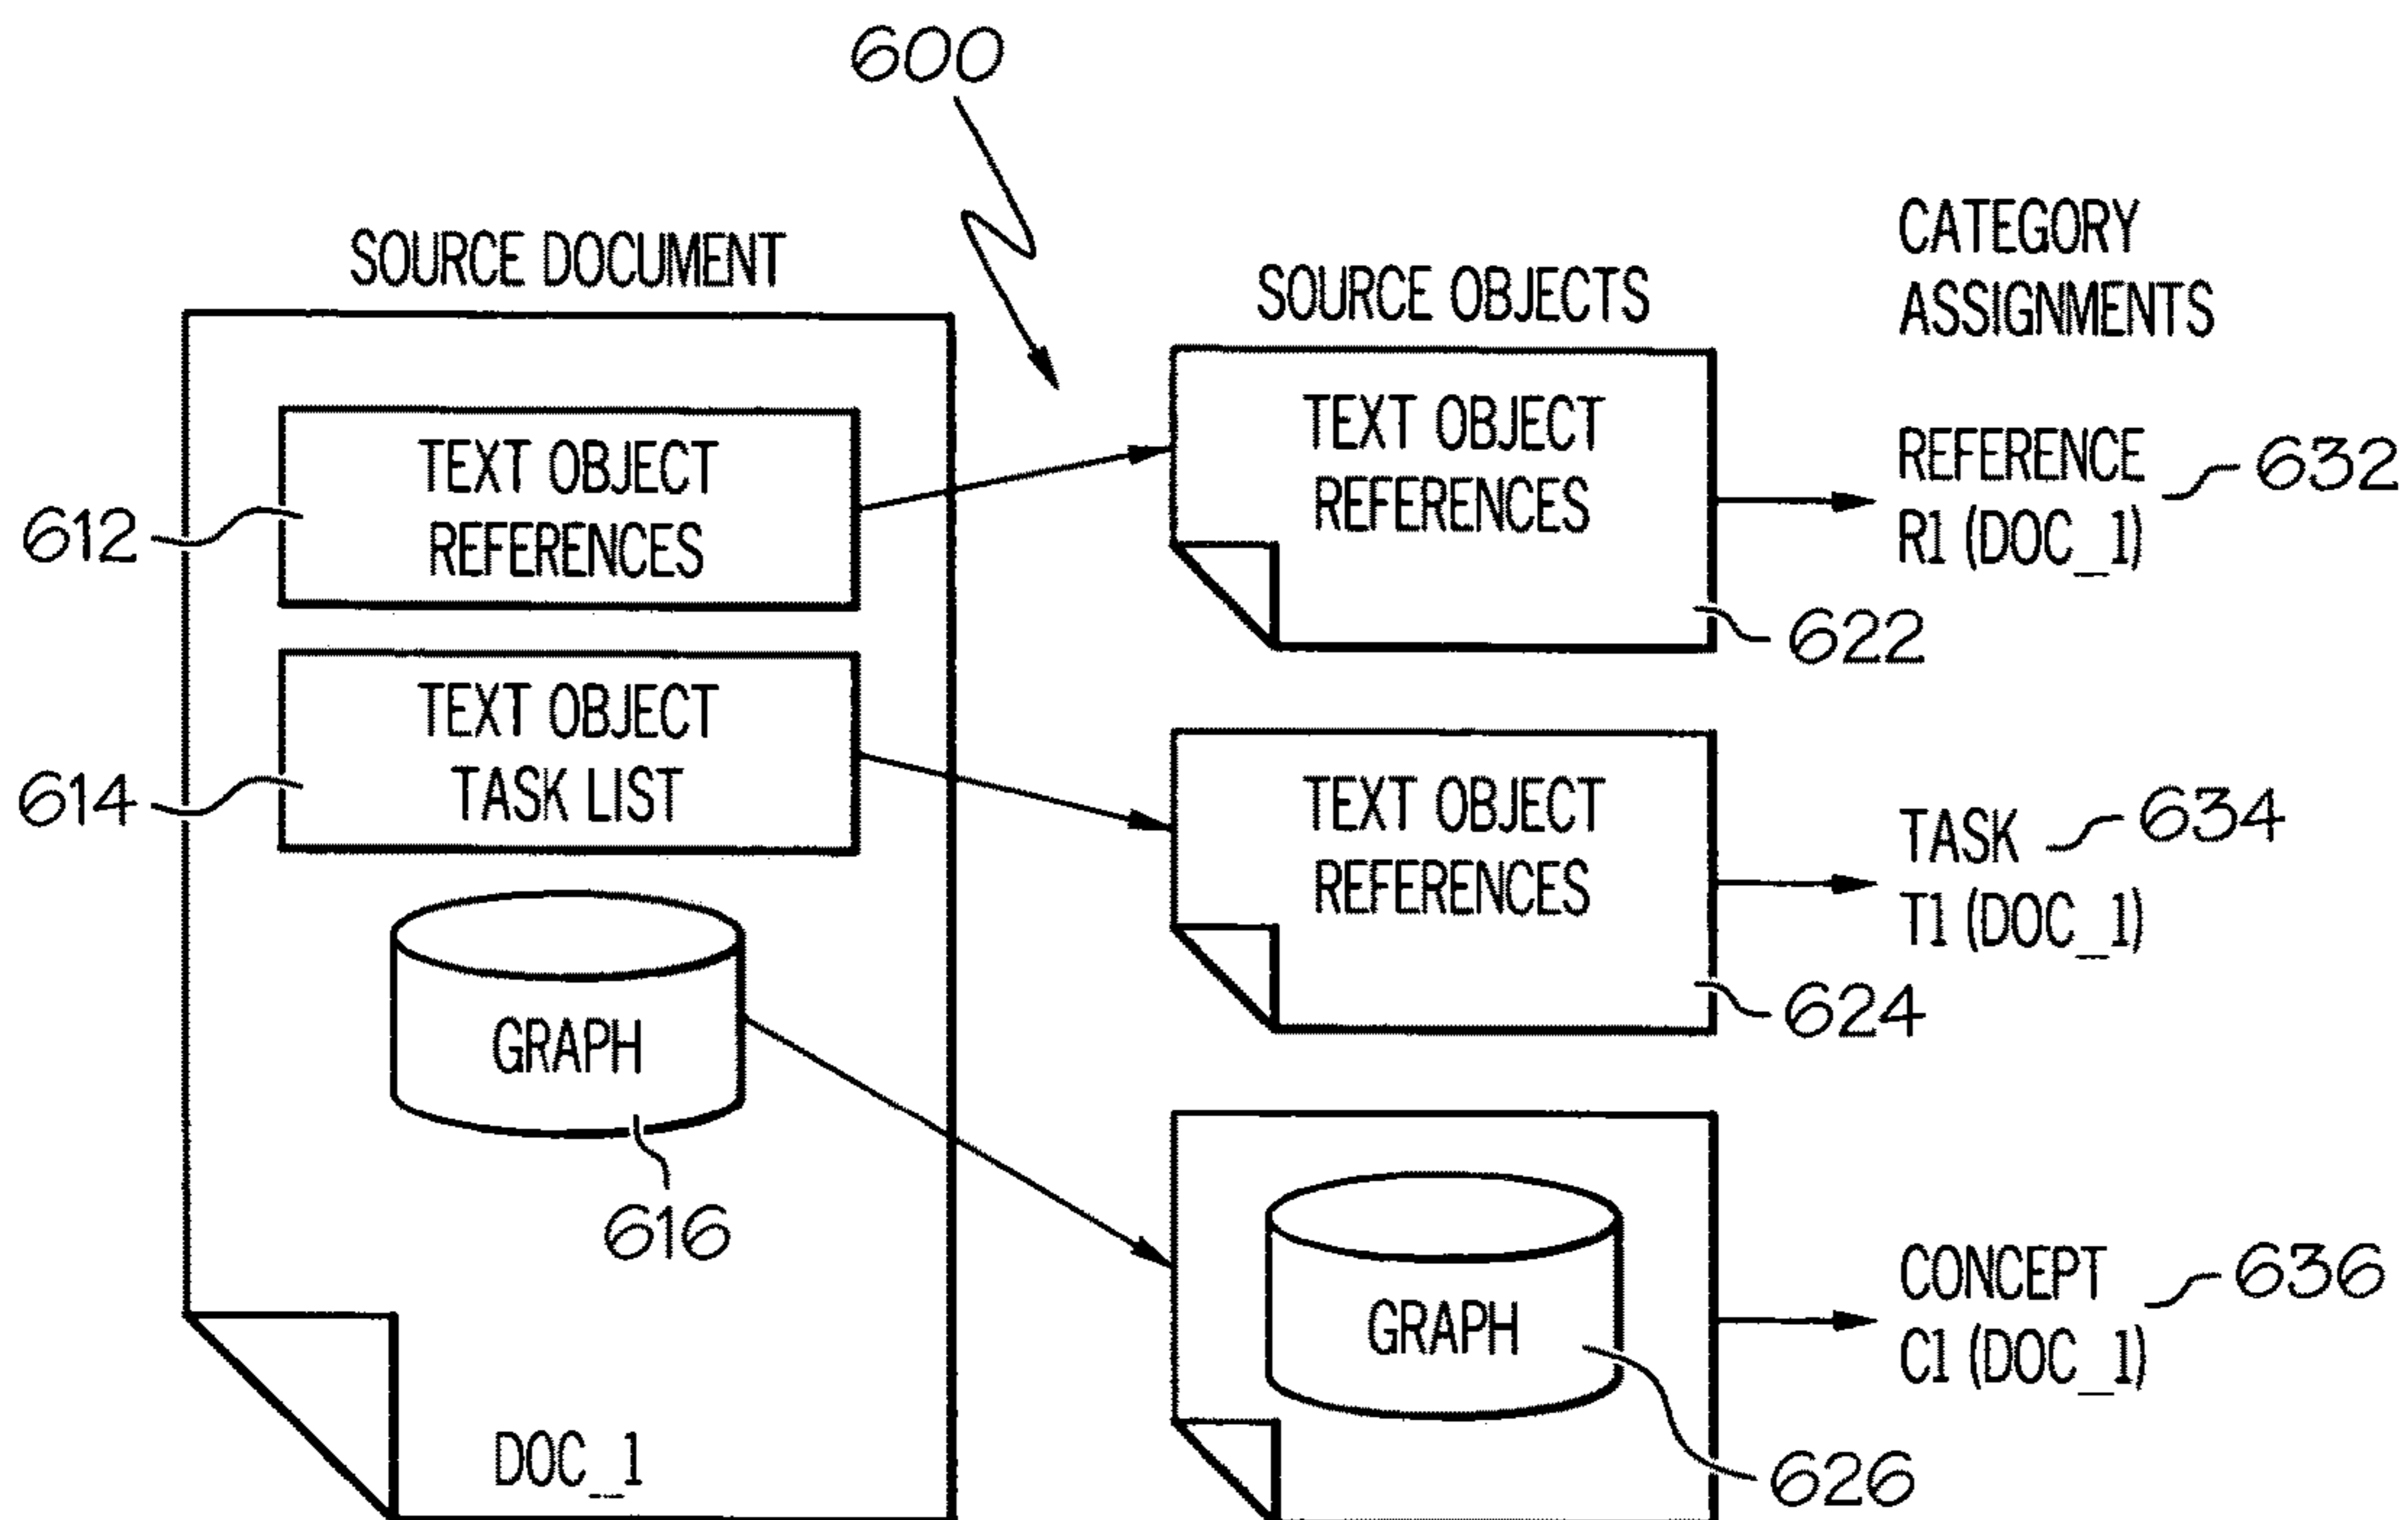 600
SOURCE DOCUMENT
TEXT OBJECT
REFERENCES
612
TEXT OBJECT
TASK LIST
614
GRAPH
616
DOC_1
SOURCE OBJECTS
TEXT OBJECT
REFERENCES
622
TEXT OBJECT
REFERENCES
624
GRAPH
626
CATEGORY
ASSIGNMENTS
REFERENCE
R1 (DOC_1)
632
TASK
T1 (DOC_1)
634
CONCEPT
C1 (DOC_1)
636